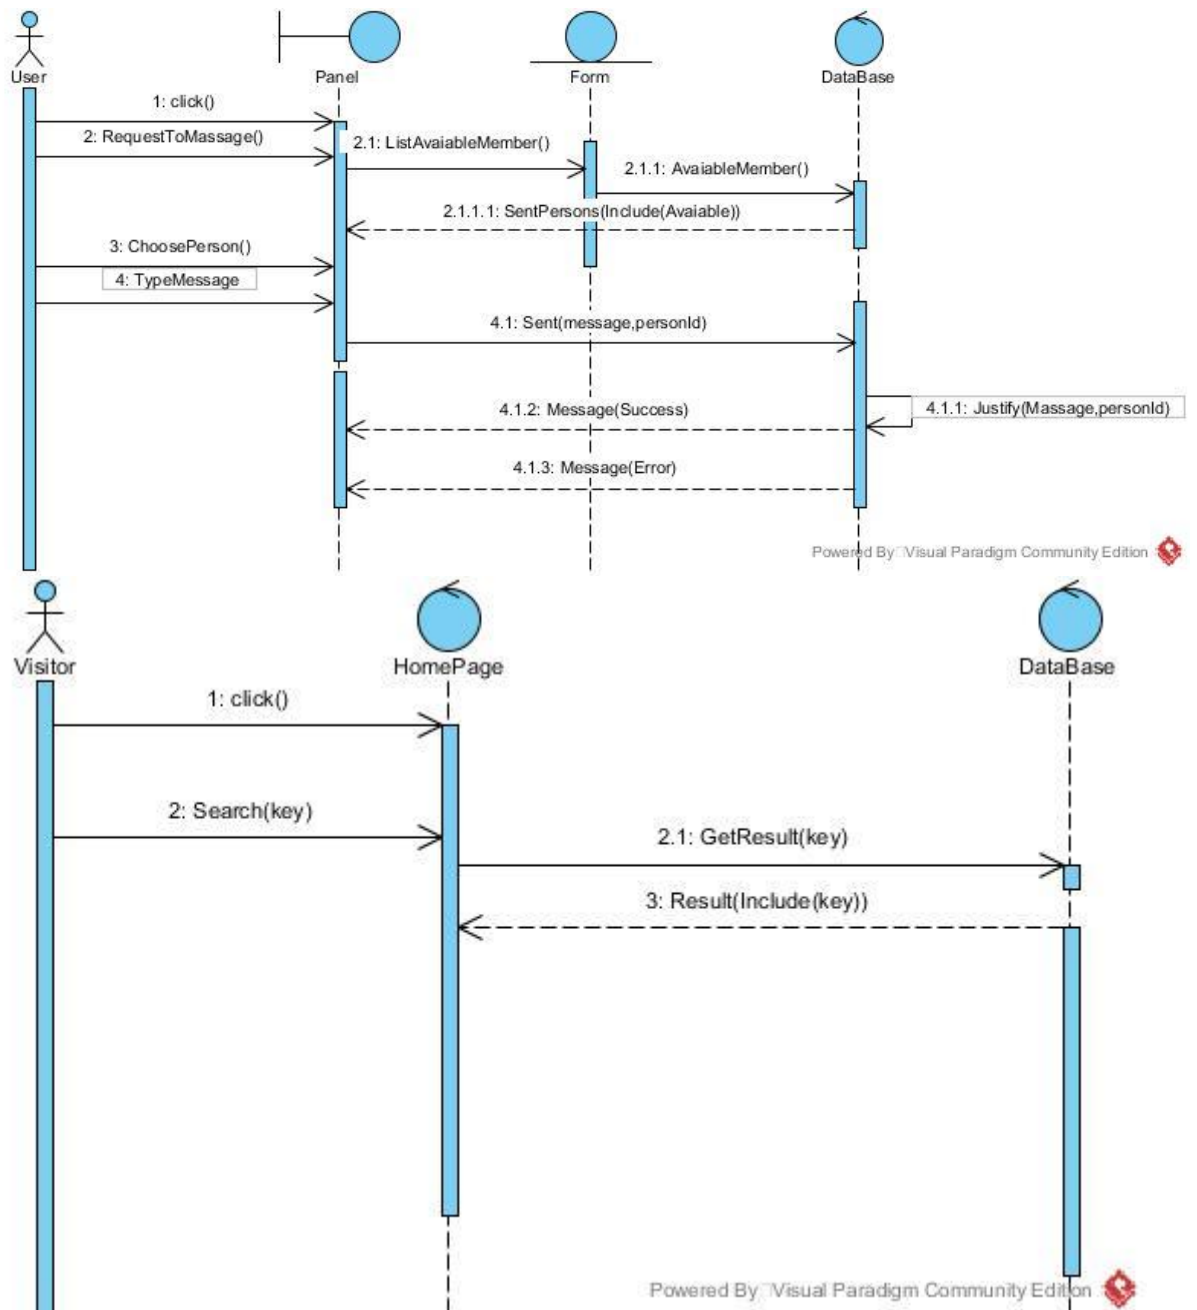 User
Panel
Form
DataBase
1: click()
2: RequestToMassage()
2.1: ListAvaiableMember()
2.1.1: AvaiableMember()
2.1.1.1: SentPersons(Include(Avaiable))
3: ChoosePerson()
4: TypeMessage
4.1: Sent(message,personId)
4.1.1: Justify(Massage,personId)
4.1.2: Message(Success)
4.1.3: Message(Error)
Powered By Visual Paradigm Community Edition
Visitor
HomePage
DataBase
1: click()
2: Search(key)
2.1: GetResult(key)
3: Result(Include(key))
Powered By Visual Paradigm Community Edition